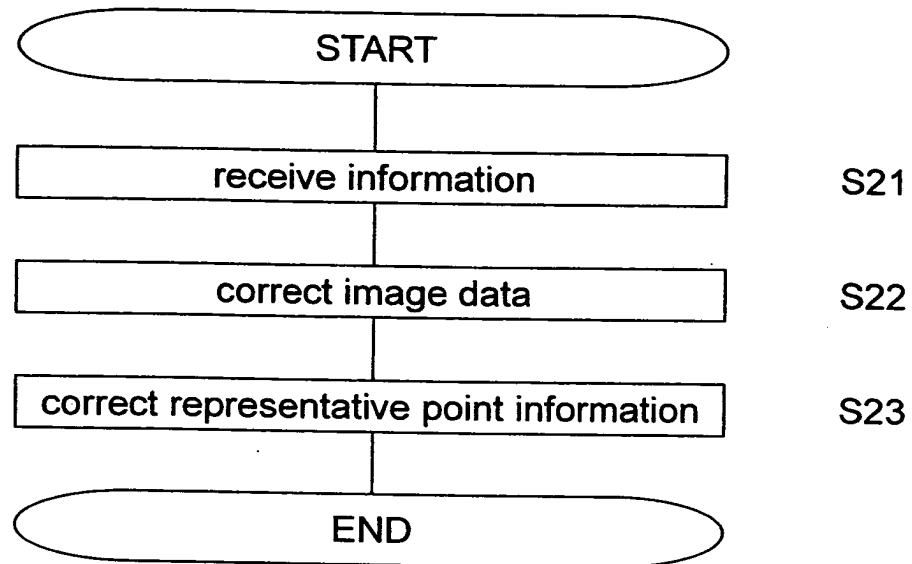 START
receive information S21
correct image data S22
correct representative point information S23
END